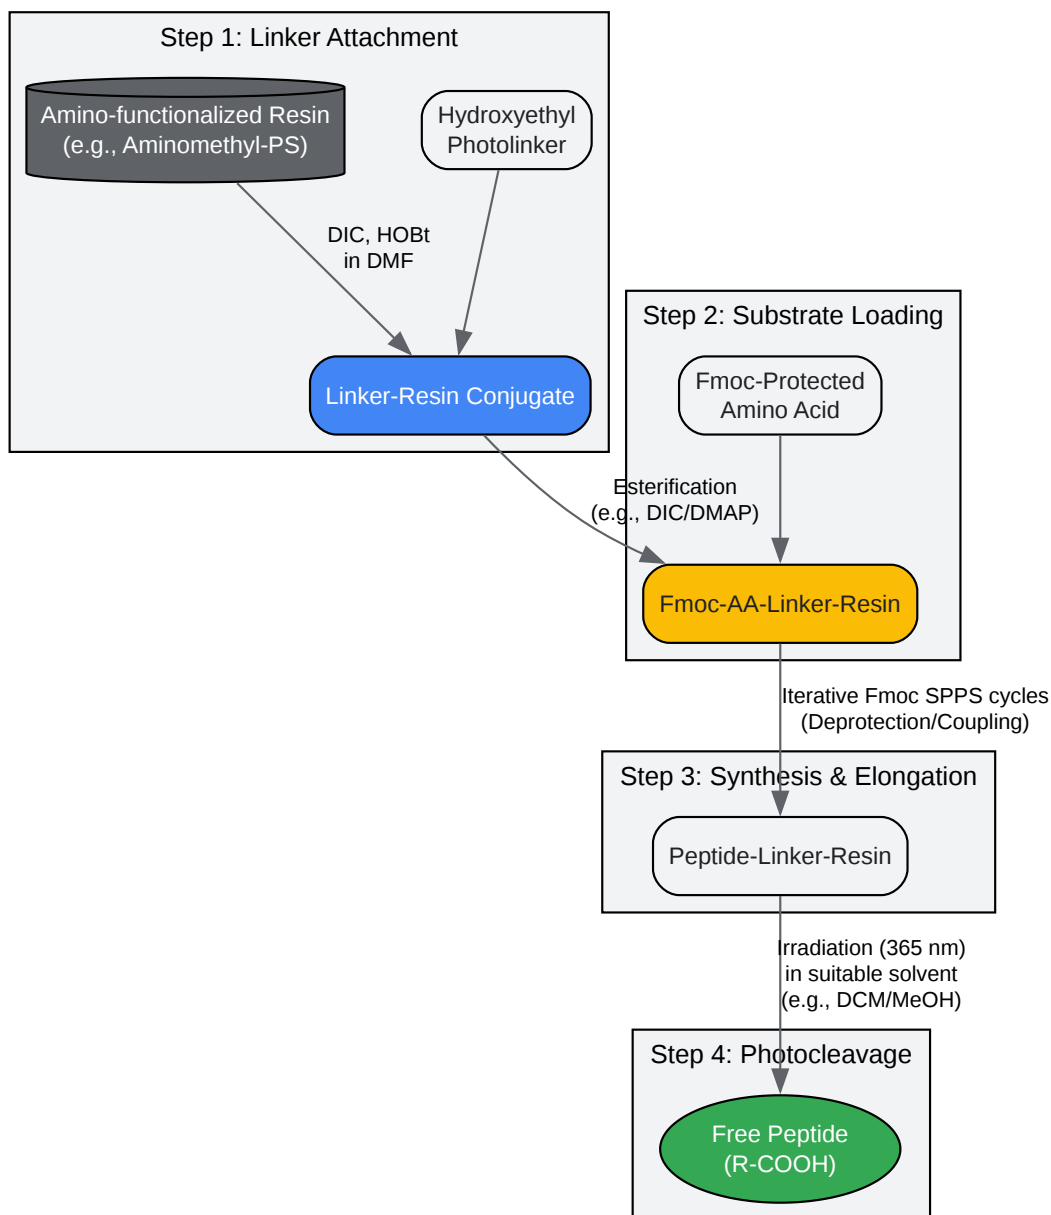 Step 1: Linker Attachment
Amino-functionalized Resin
(e.g., Aminomethyl-PS)
Hydroxyethyl
Photolinker
DIC, HOBt
in DMF
Linker-Resin Conjugate
Step 2: Substrate Loading
Fmoc-Protected
Amino Acid
Esterification
(e.g., DIC/DMAP)
Fmoc-AA-Linker-Resin
Iterative Fmoc SPPS cycles
(Deprotection/Coupling)
Step 3: Synthesis & Elongation
Peptide-Linker-Resin
Irradiation (365 nm)
in suitable solvent
(e.g., DCM/MeOH)
Step 4: Photocleavage
Free Peptide
(R-COOH)